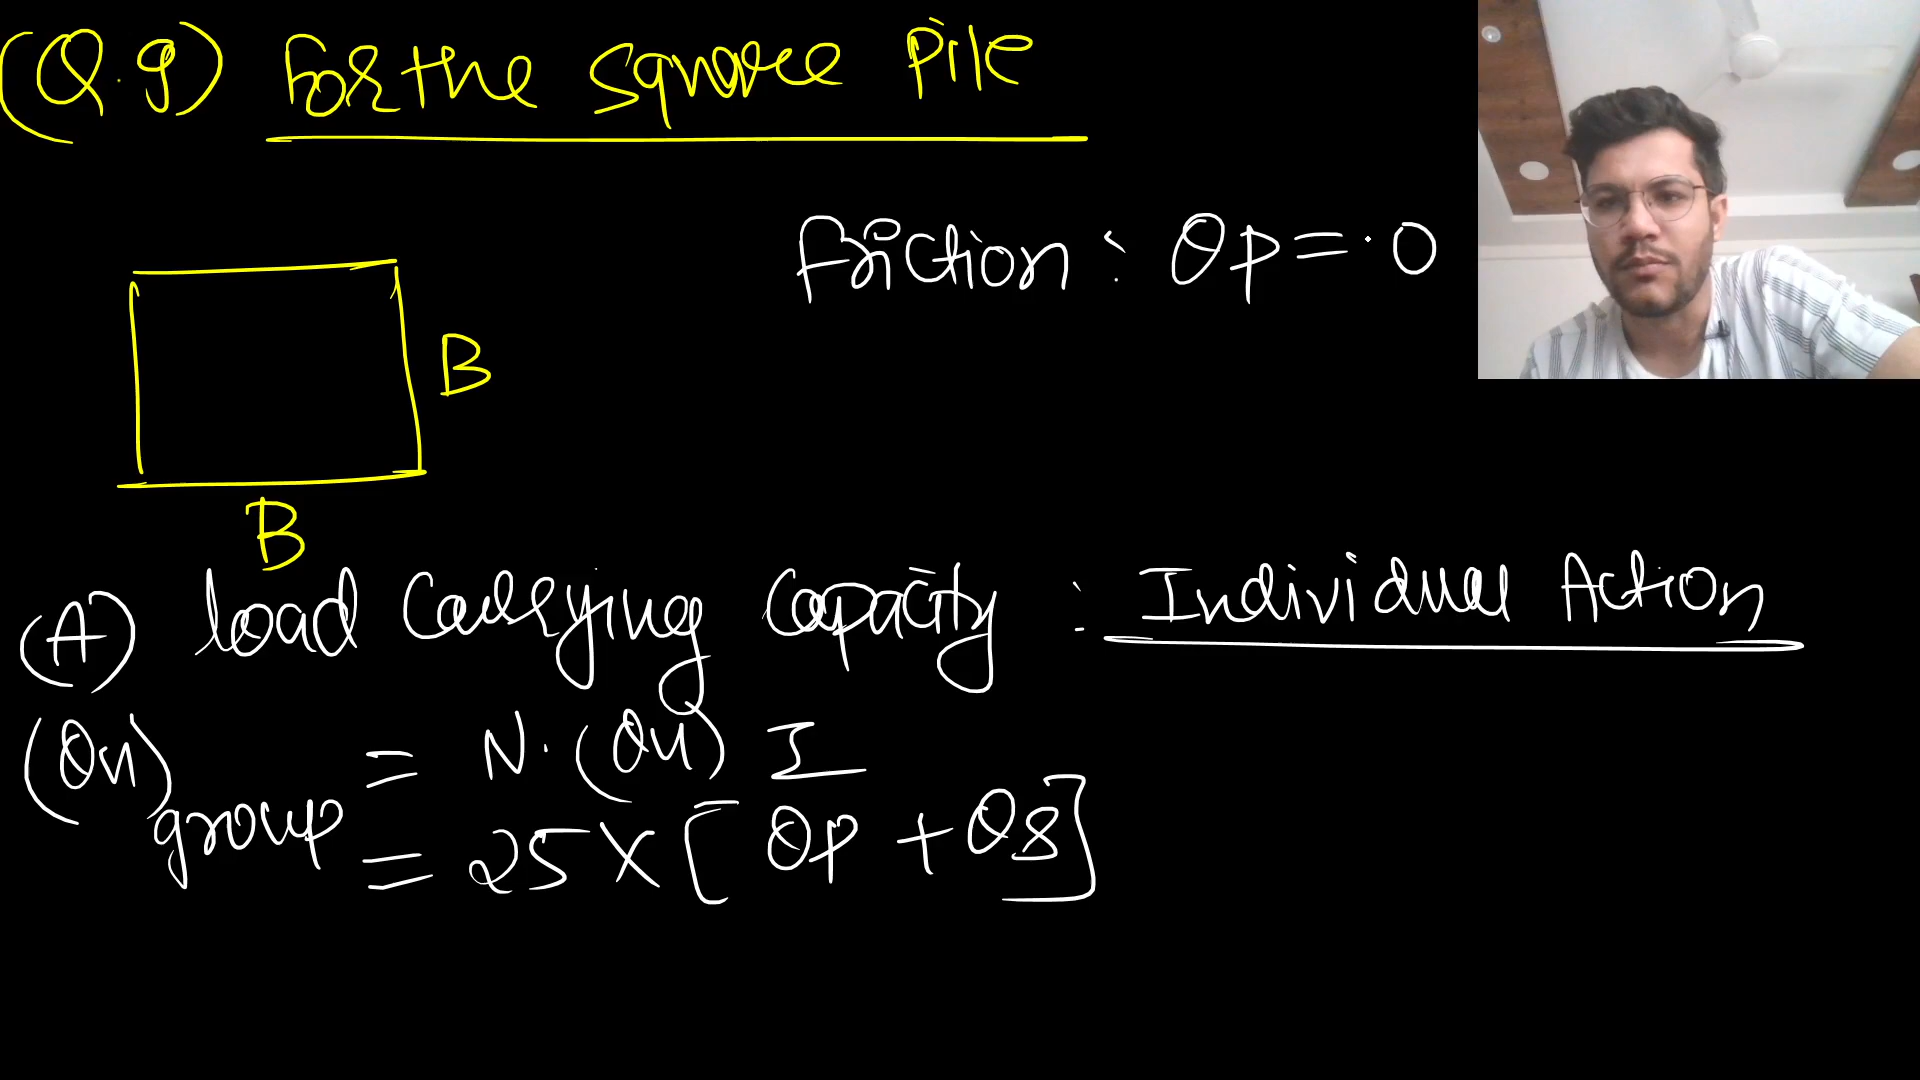 (Q.9) For the square Pile
friction : Qp = 0
B
B
(A) load Carrying Capacity : Individual Action
(Qu)group = N. (Qu) I
= 25 X [ Qp + Qs ]